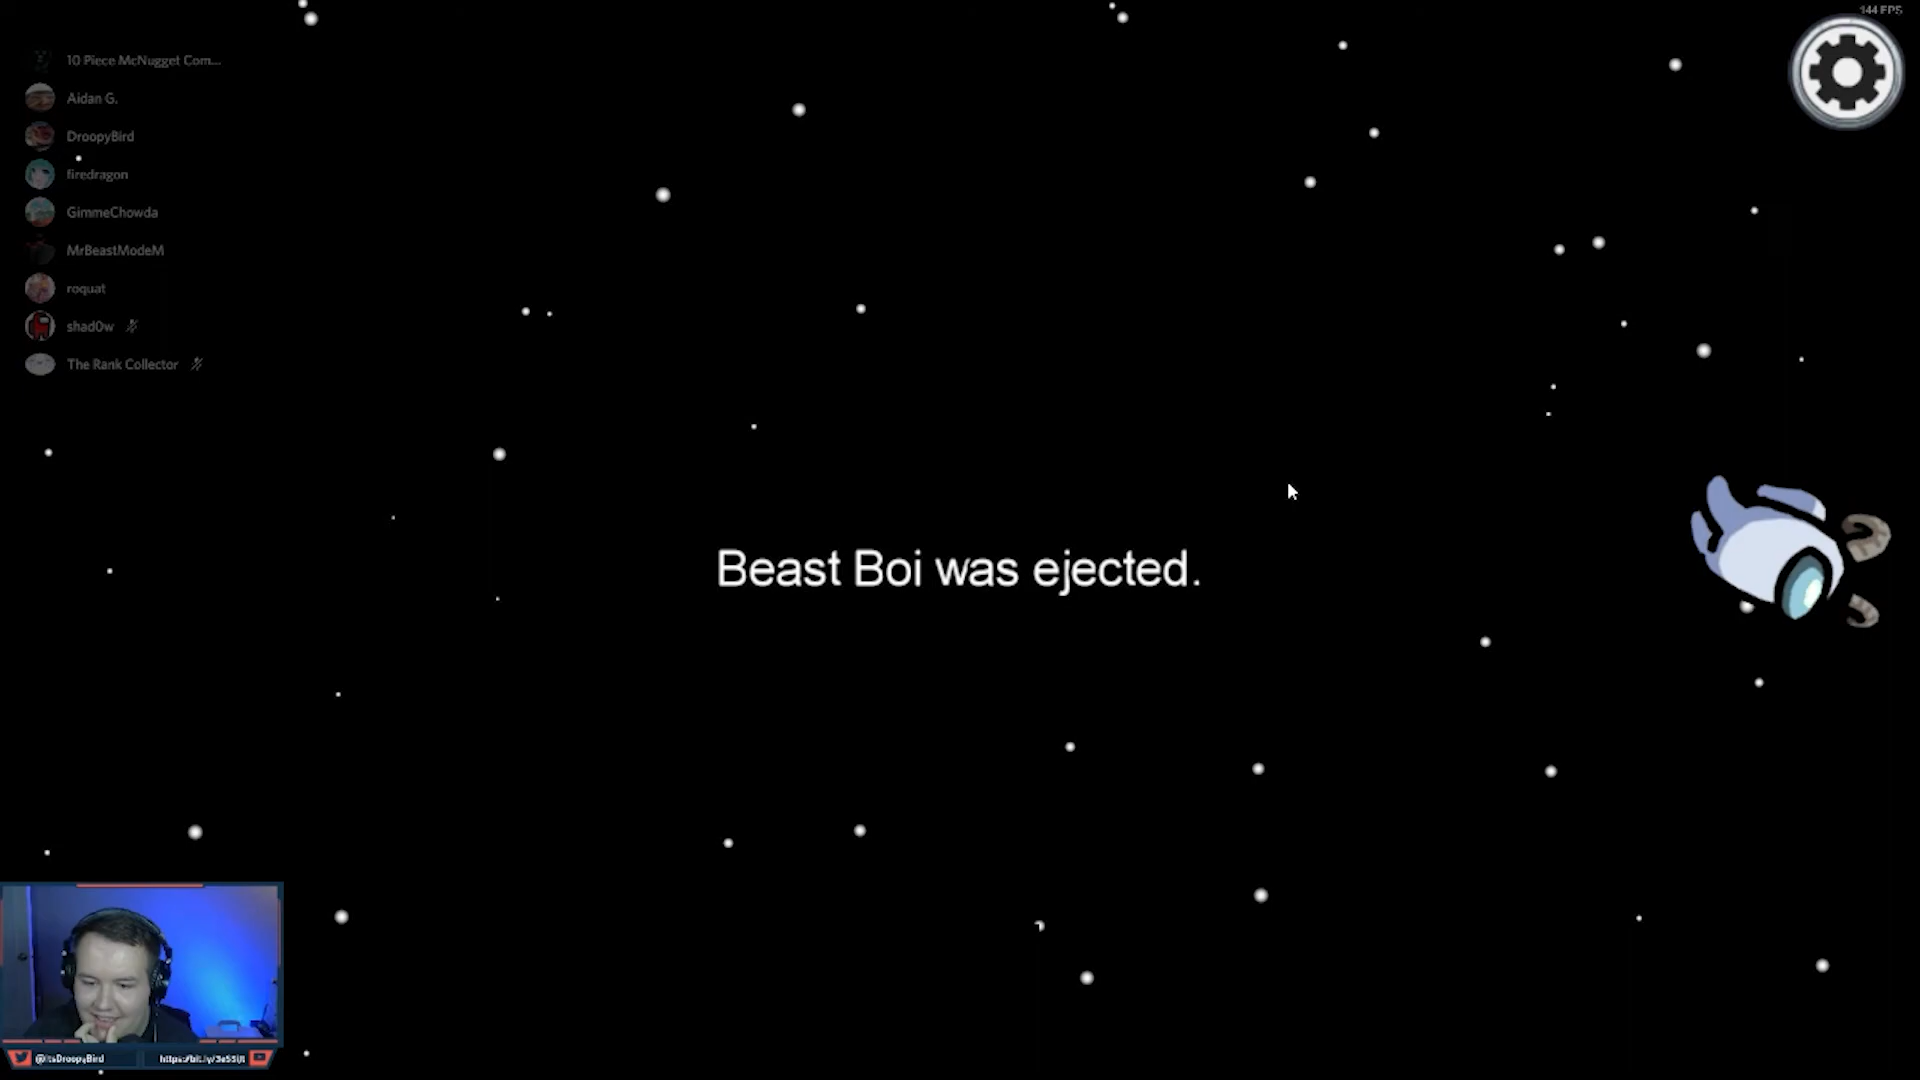 144 FPS
10 Piece McNugget Com...
Aidan G.
DroopyBird
firedragon
GimmeChowda
MrBeastModeM
roquat
shad0w
The Rank Collector
Beast Boi was ejected.
@ItsDroopyBird